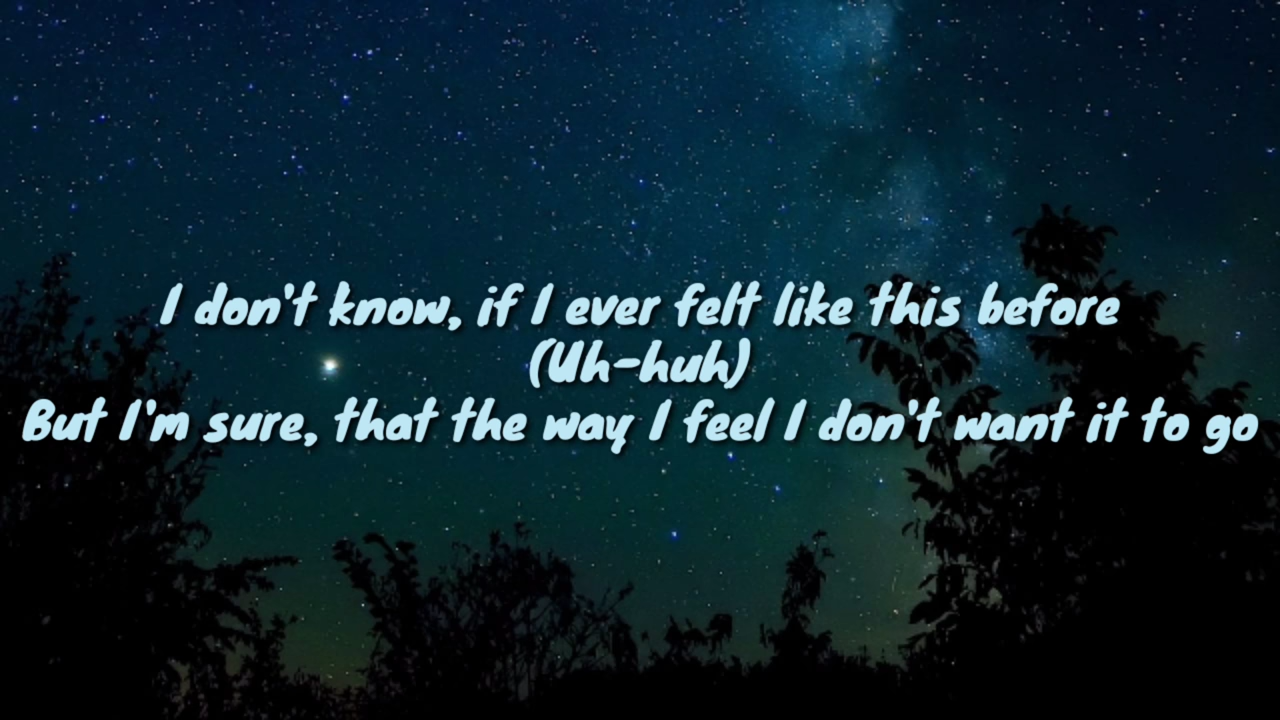 I don't know, if I ever felt like this before
(Uh-huh)
But I'm sure, that the way I feel I don't want it to go